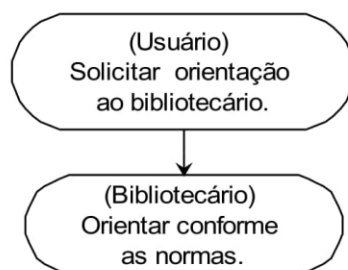 (Usuário)
Solicitar orientação
ao bibliotecário.
(Bibliotecário)
Orientar conforme
as normas.